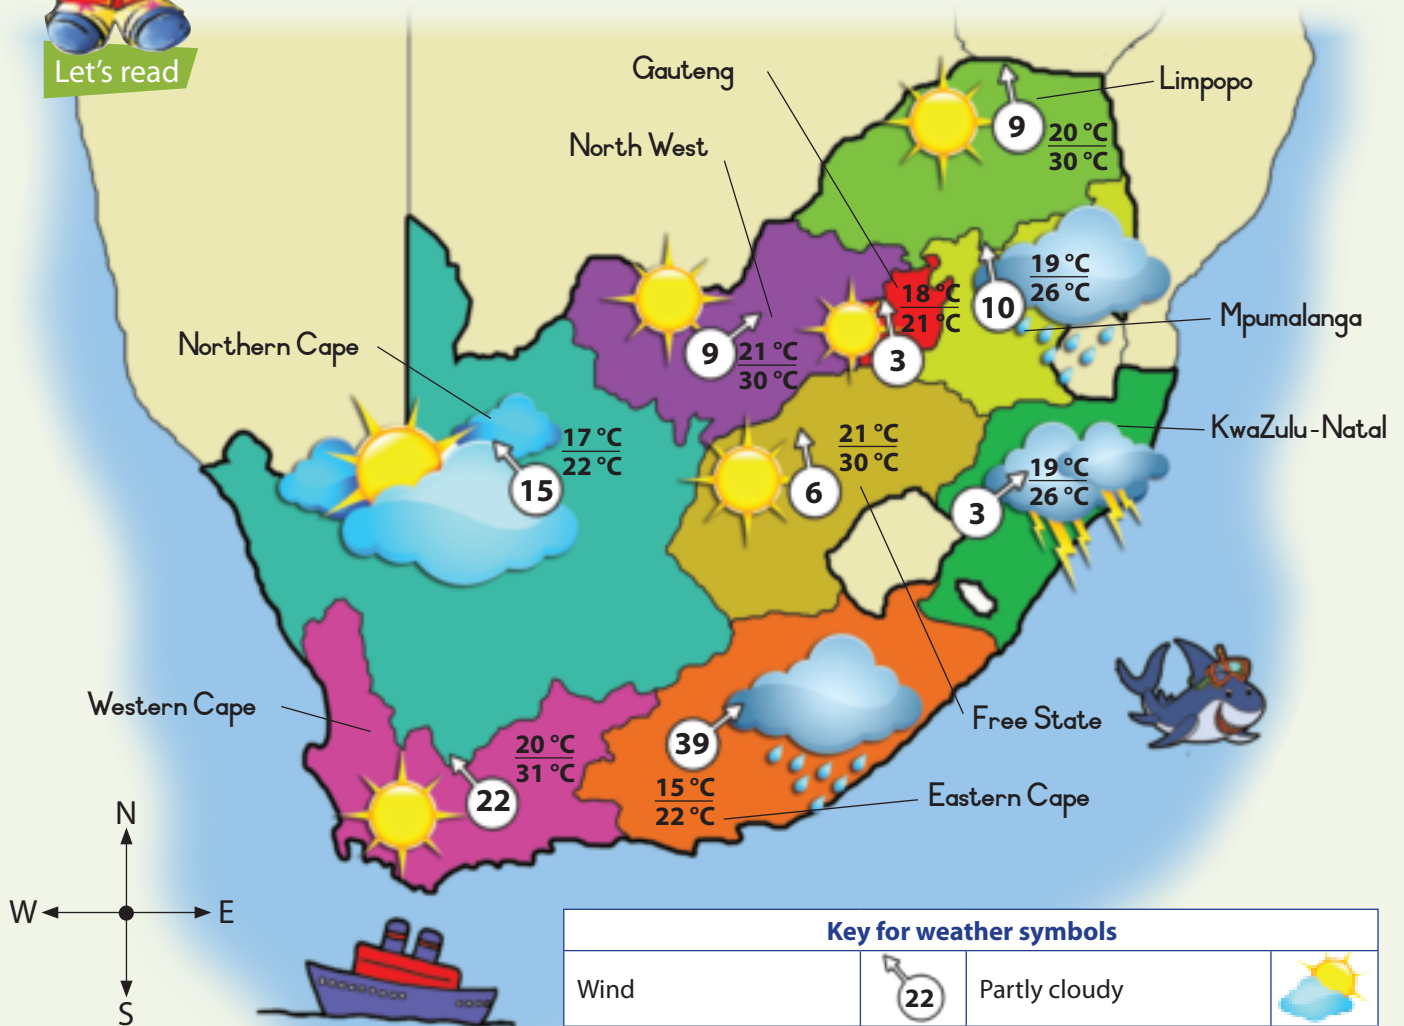 Let's read
Gauteng
Limpopo
9
20 °C
30 °C
North West
19 °C
26 °C
10
18 °C
21 °C
Mpumalanga
9
21 °C
30 °C
3
Northern Cape
KwaZulu-Natal
17 °C
22 °C
15
21 °C
30 °C
6
19 °C
26 °C
3
Western Cape
Free State
39
20 °C
31 °C
15 °C
22 °C
22
Eastern Cape
N
W E
S
Key for weather symbols
Wind 22 Partly cloudy